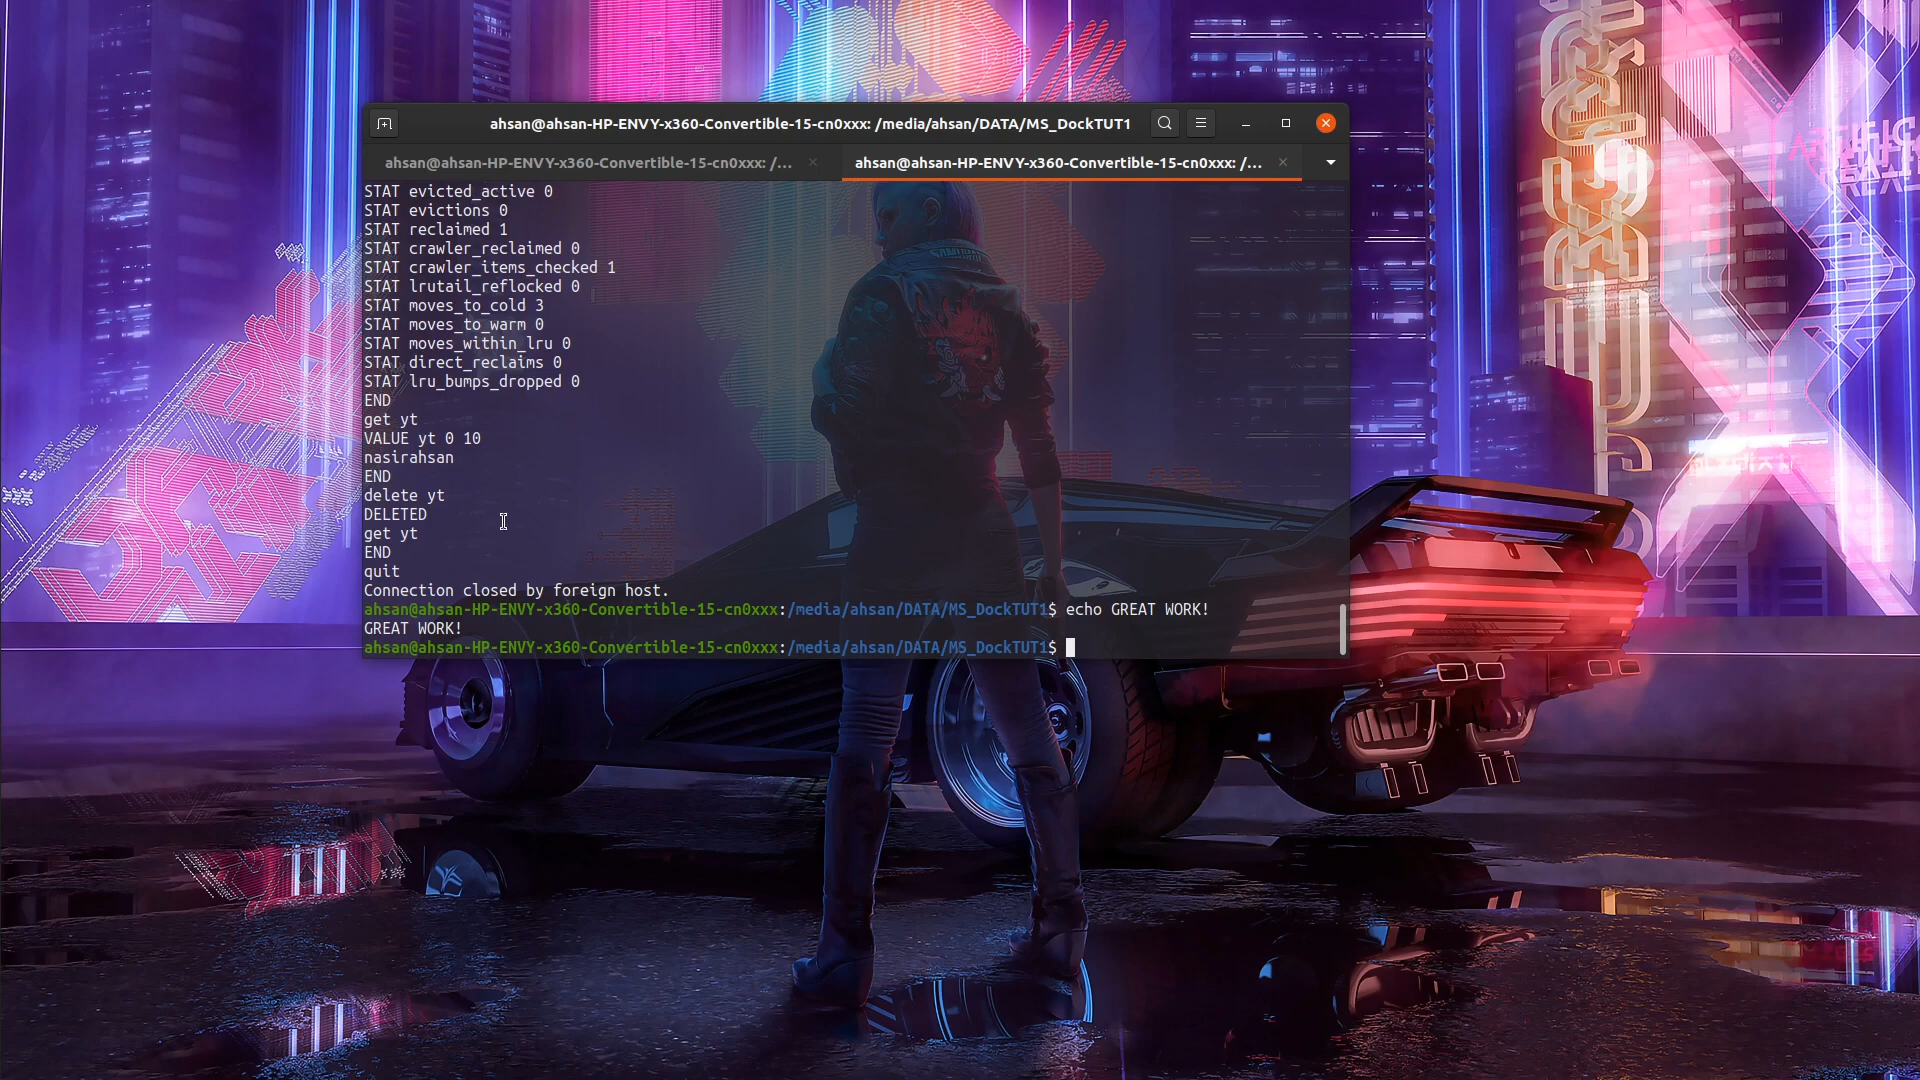 ahsan@ahsan-HP-ENVY-x360-Convertible-15-cn0xxx: /media/ahsan/DATA/MS_DockTUT1
ahsan@ahsan-HP-ENVY-x360-Convertible-15-cn0xxx: /...
ahsan@ahsan-HP-ENVY-x360-Convertible-15-cn0xxx: /...
STAT evicted_active 0
STAT evictions 0
STAT reclaimed 1
STAT crawler_reclaimed 0
STAT crawler_items_checked 1
STAT lrutail_reflocked 0
STAT moves_to_cold 3
STAT moves_to_warm 0
STAT moves_within_lru 0
STAT direct_reclaims 0
STAT lru_bumps_dropped 0
END
get yt
VALUE yt 0 10
nasirahsan
END
delete yt
DELETED
get yt
END
quit
Connection closed by foreign host.
ahsan@ahsan-HP-ENVY-x360-Convertible-15-cn0xxx:/media/ahsan/DATA/MS_DockTUT1$ echo GREAT WORK!
GREAT WORK!
ahsan@ahsan-HP-ENVY-x360-Convertible-15-cn0xxx:/media/ahsan/DATA/MS_DockTUT1$